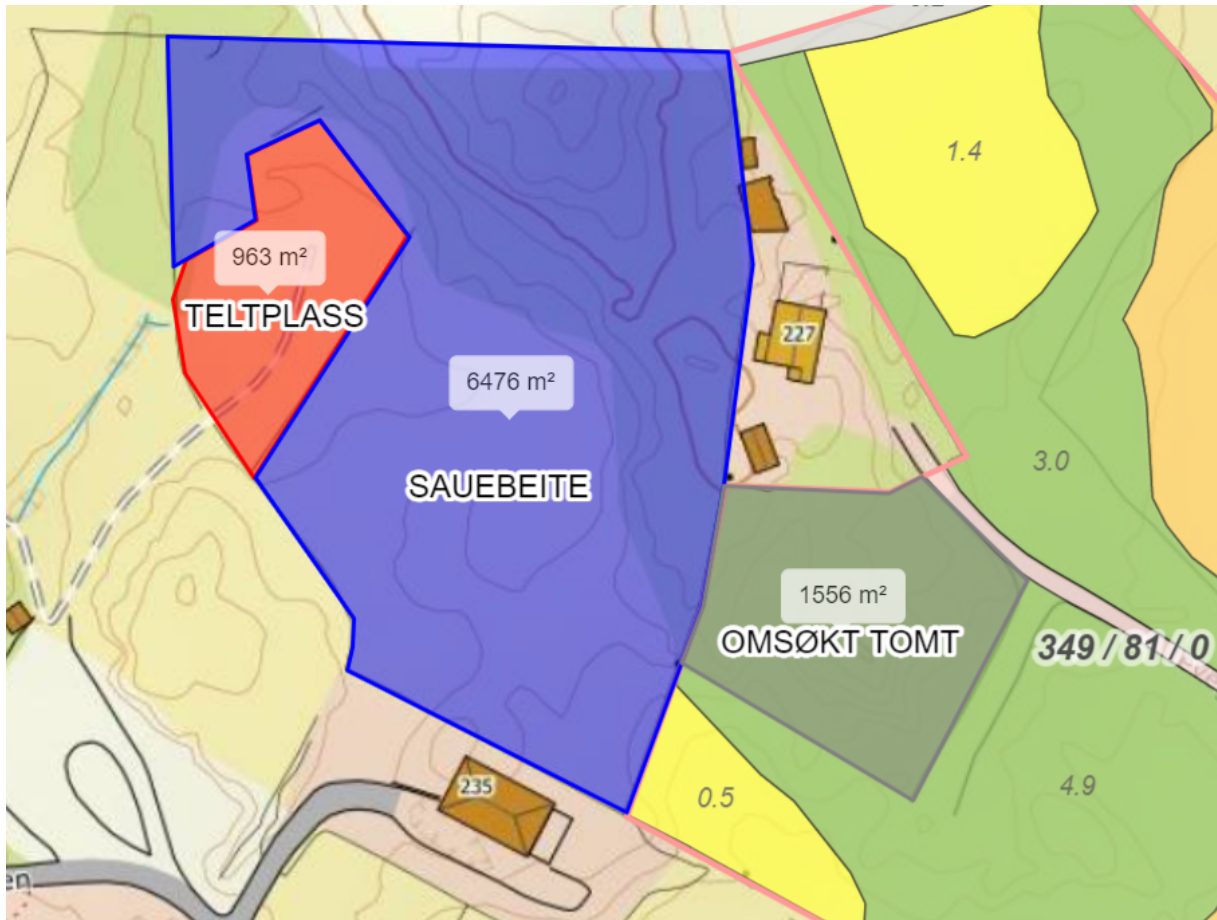 1.4
963 m²
TELTPLASS
227
6476 m²
3.0
SAUEBEITE
1556 m²
OMSØKT TOMT
349 / 81 / 0
235
0.5
4.9
en